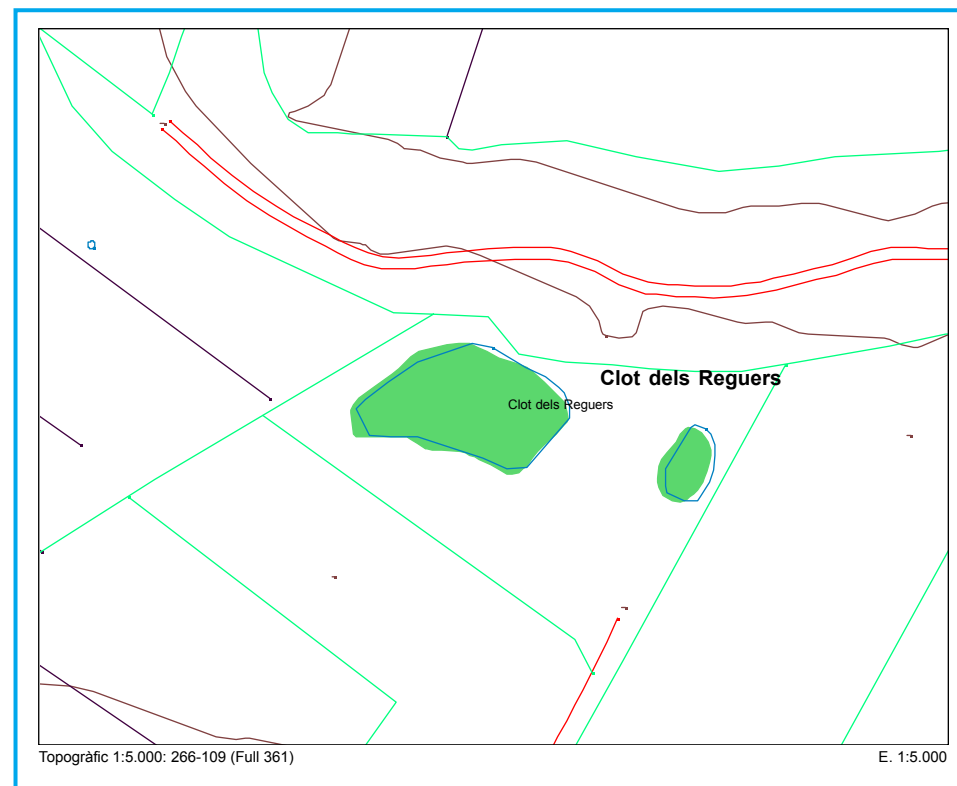 Clot dels Reguers
Clot dels Reguers
Topogràfic 1:5.000: 266-109 (Full 361)
E. 1:5.000